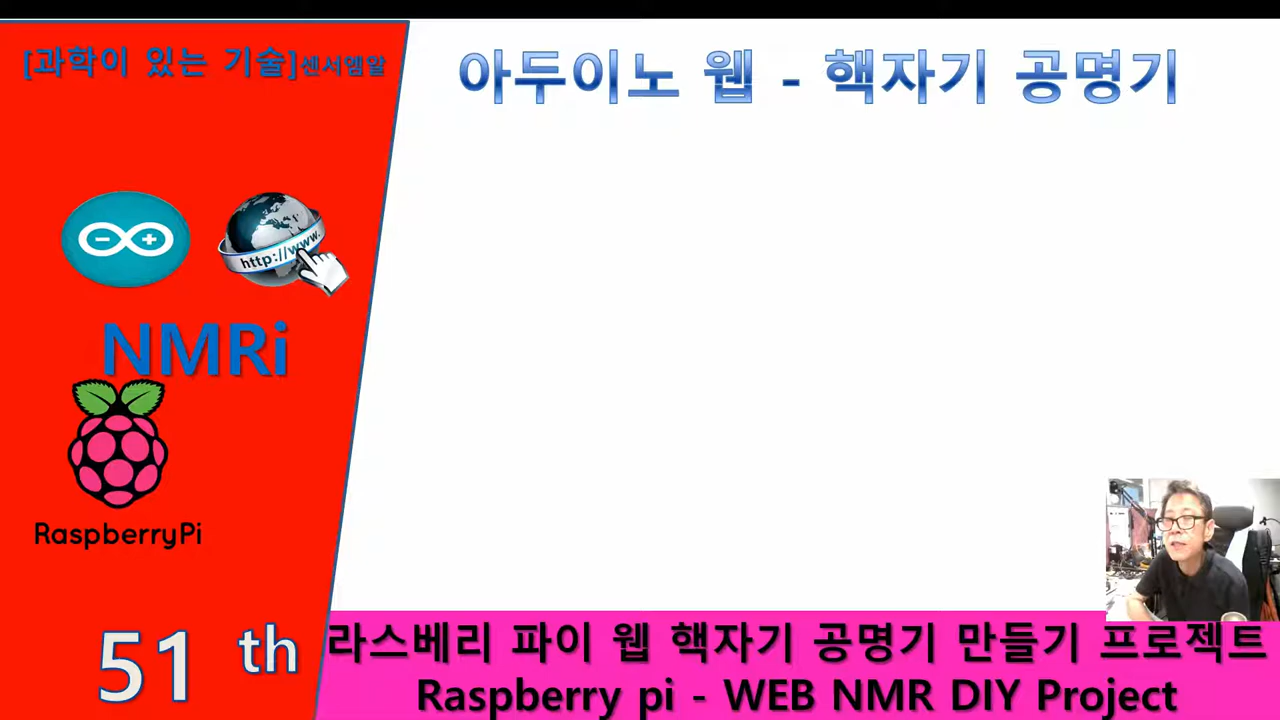 [과학이 있는 기술]센서엠알
아두이노 웹 - 핵자기 공명기
http://www.
NMRi
RaspberryPi
51 th
라스베리 파이 웹 핵자기 공명기 만들기 프로젝트
Raspberry pi - WEB NMR DIY Project